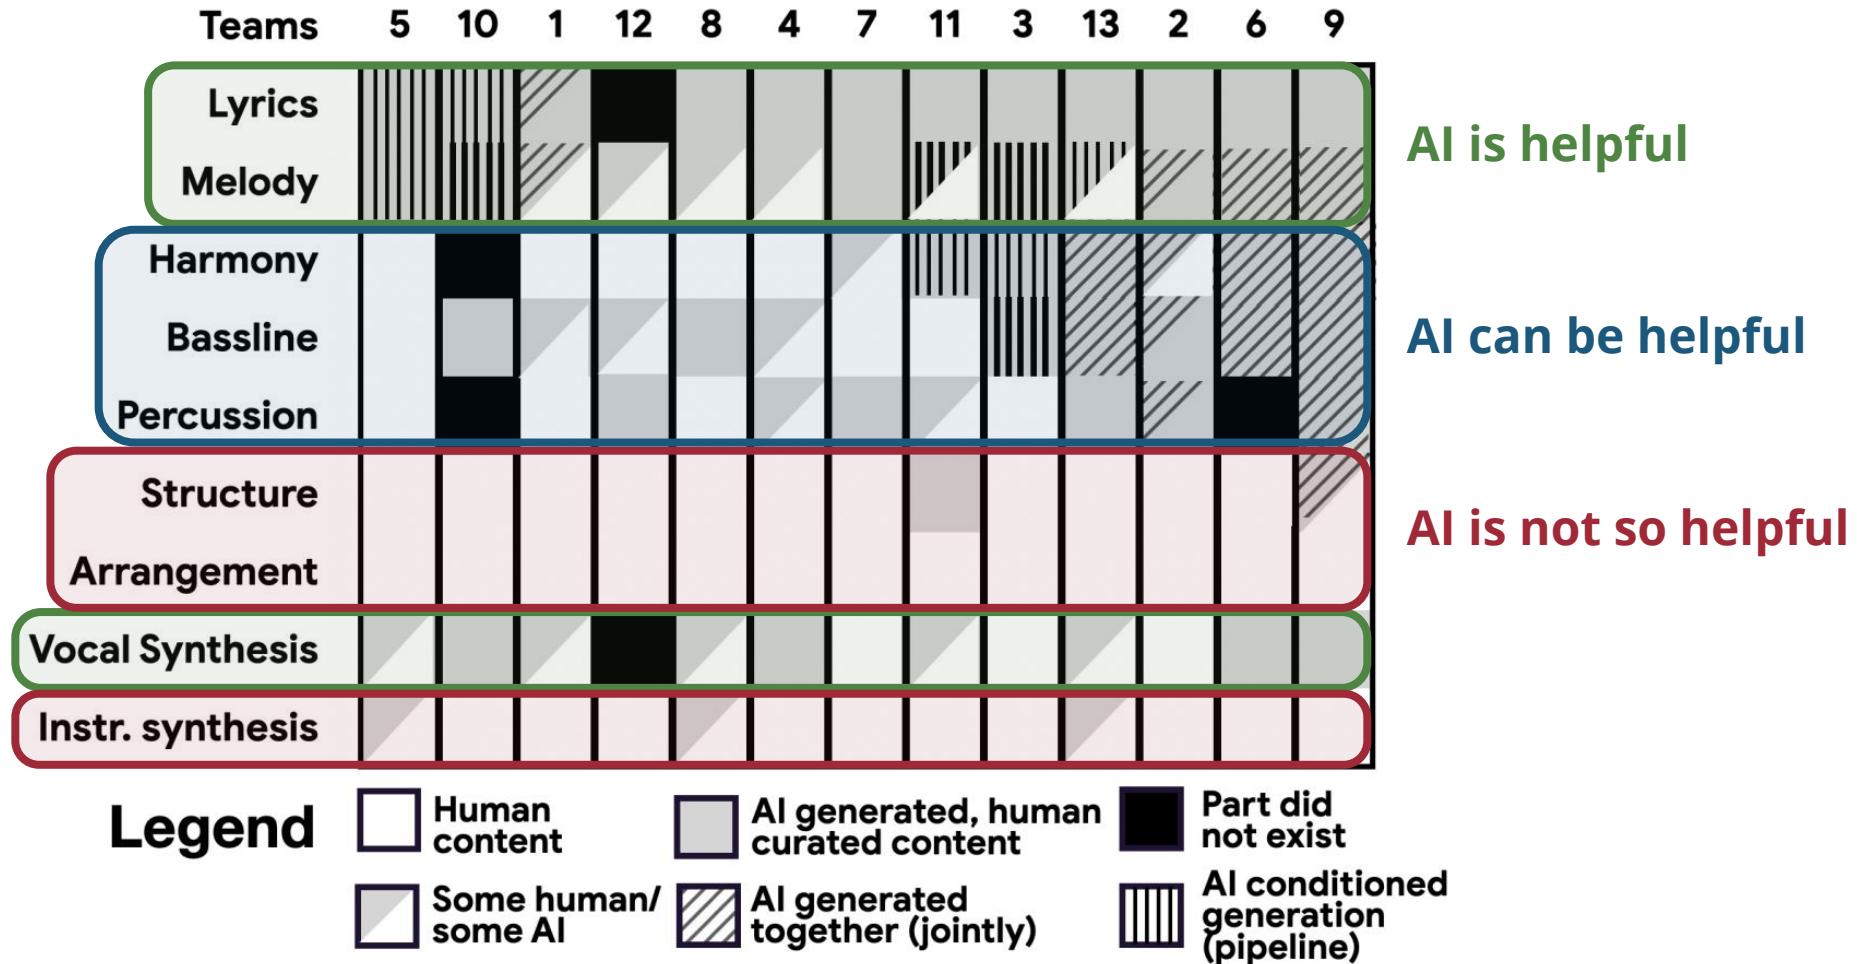 Teams 5 10 1 12 8 4 7 11 3 13 2 6 9
Lyrics
AI is helpful
Melody
Harmony
Bassline
AI can be helpful
Percussion
Structure
AI is not so helpful
Arrangement
Vocal Synthesis
Instr. synthesis
Legend
Human
content
AI generated, human
curated content
Part did
not exist
Some human/
some AI
AI generated
together (jointly)
AI conditioned
generation
(pipeline)